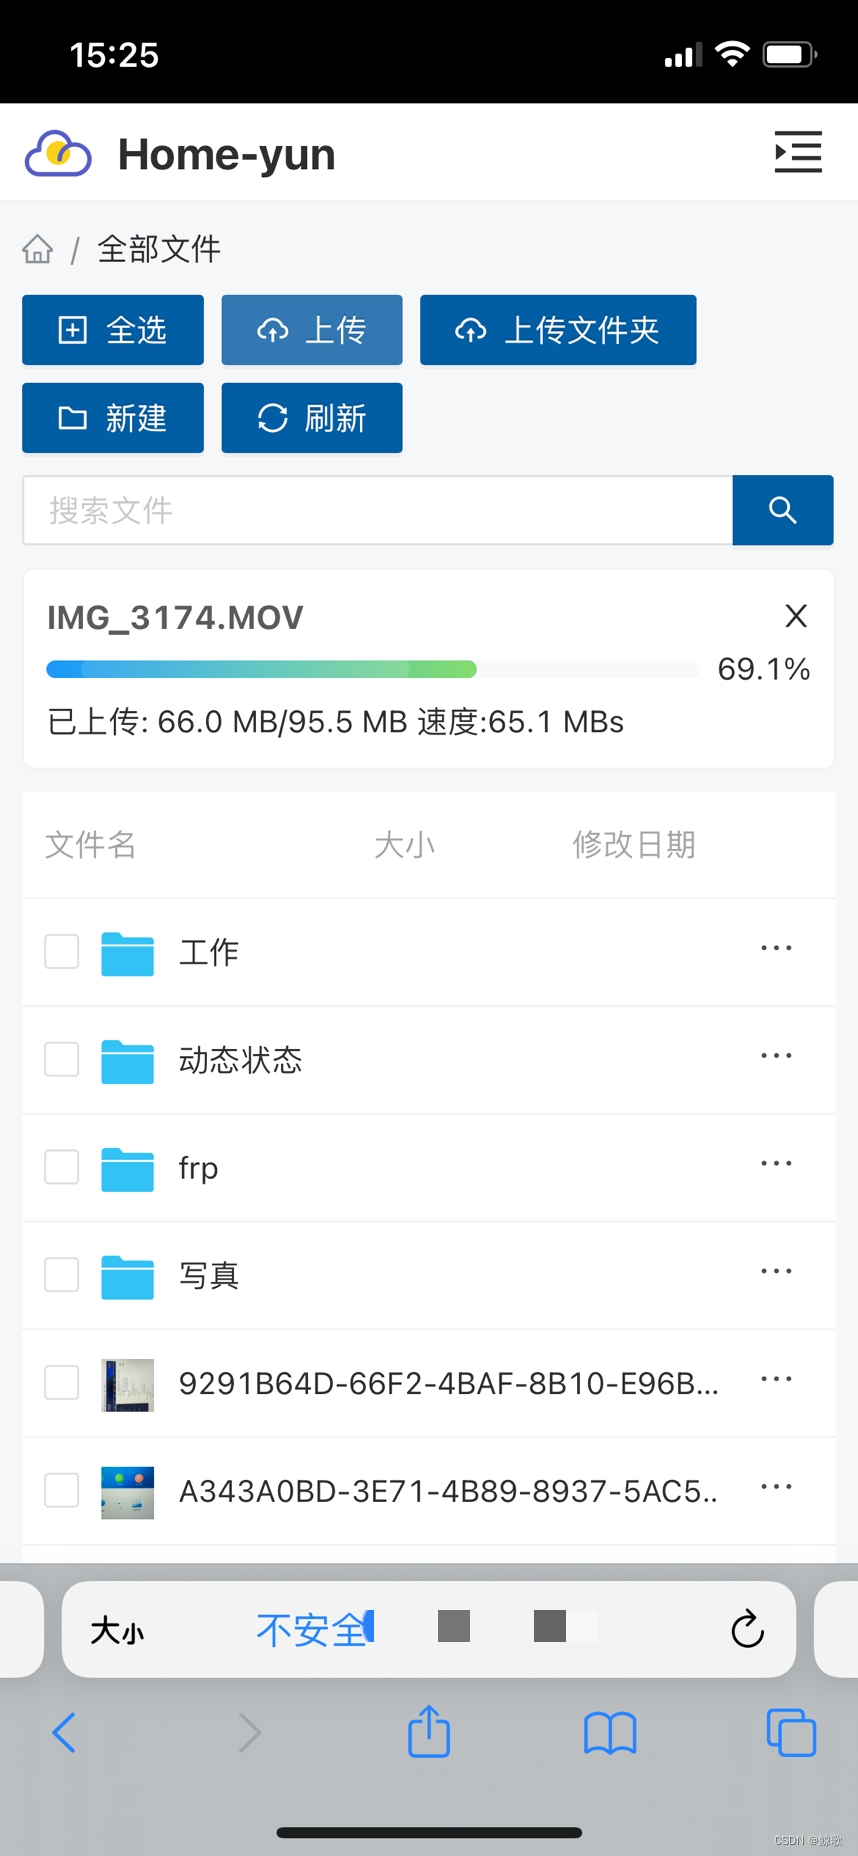 15:25
Home-yun
/ 全部文件
全选 上传 上传文件夹
新建 刷新
搜索文件
IMG_3174.MOV X
69.1%
已上传: 66.0 MB/95.5 MB 速度:65.1 MBs
文件名 大小 修改日期
工作 ...
动态状态 ...
frp ...
写真 ...
9291B64D-66F2-4BAF-8B10-E96B... ...
A343A0BD-3E71-4B89-8937-5AC5.. ...
大小 不安全
CSDN @鲸歌